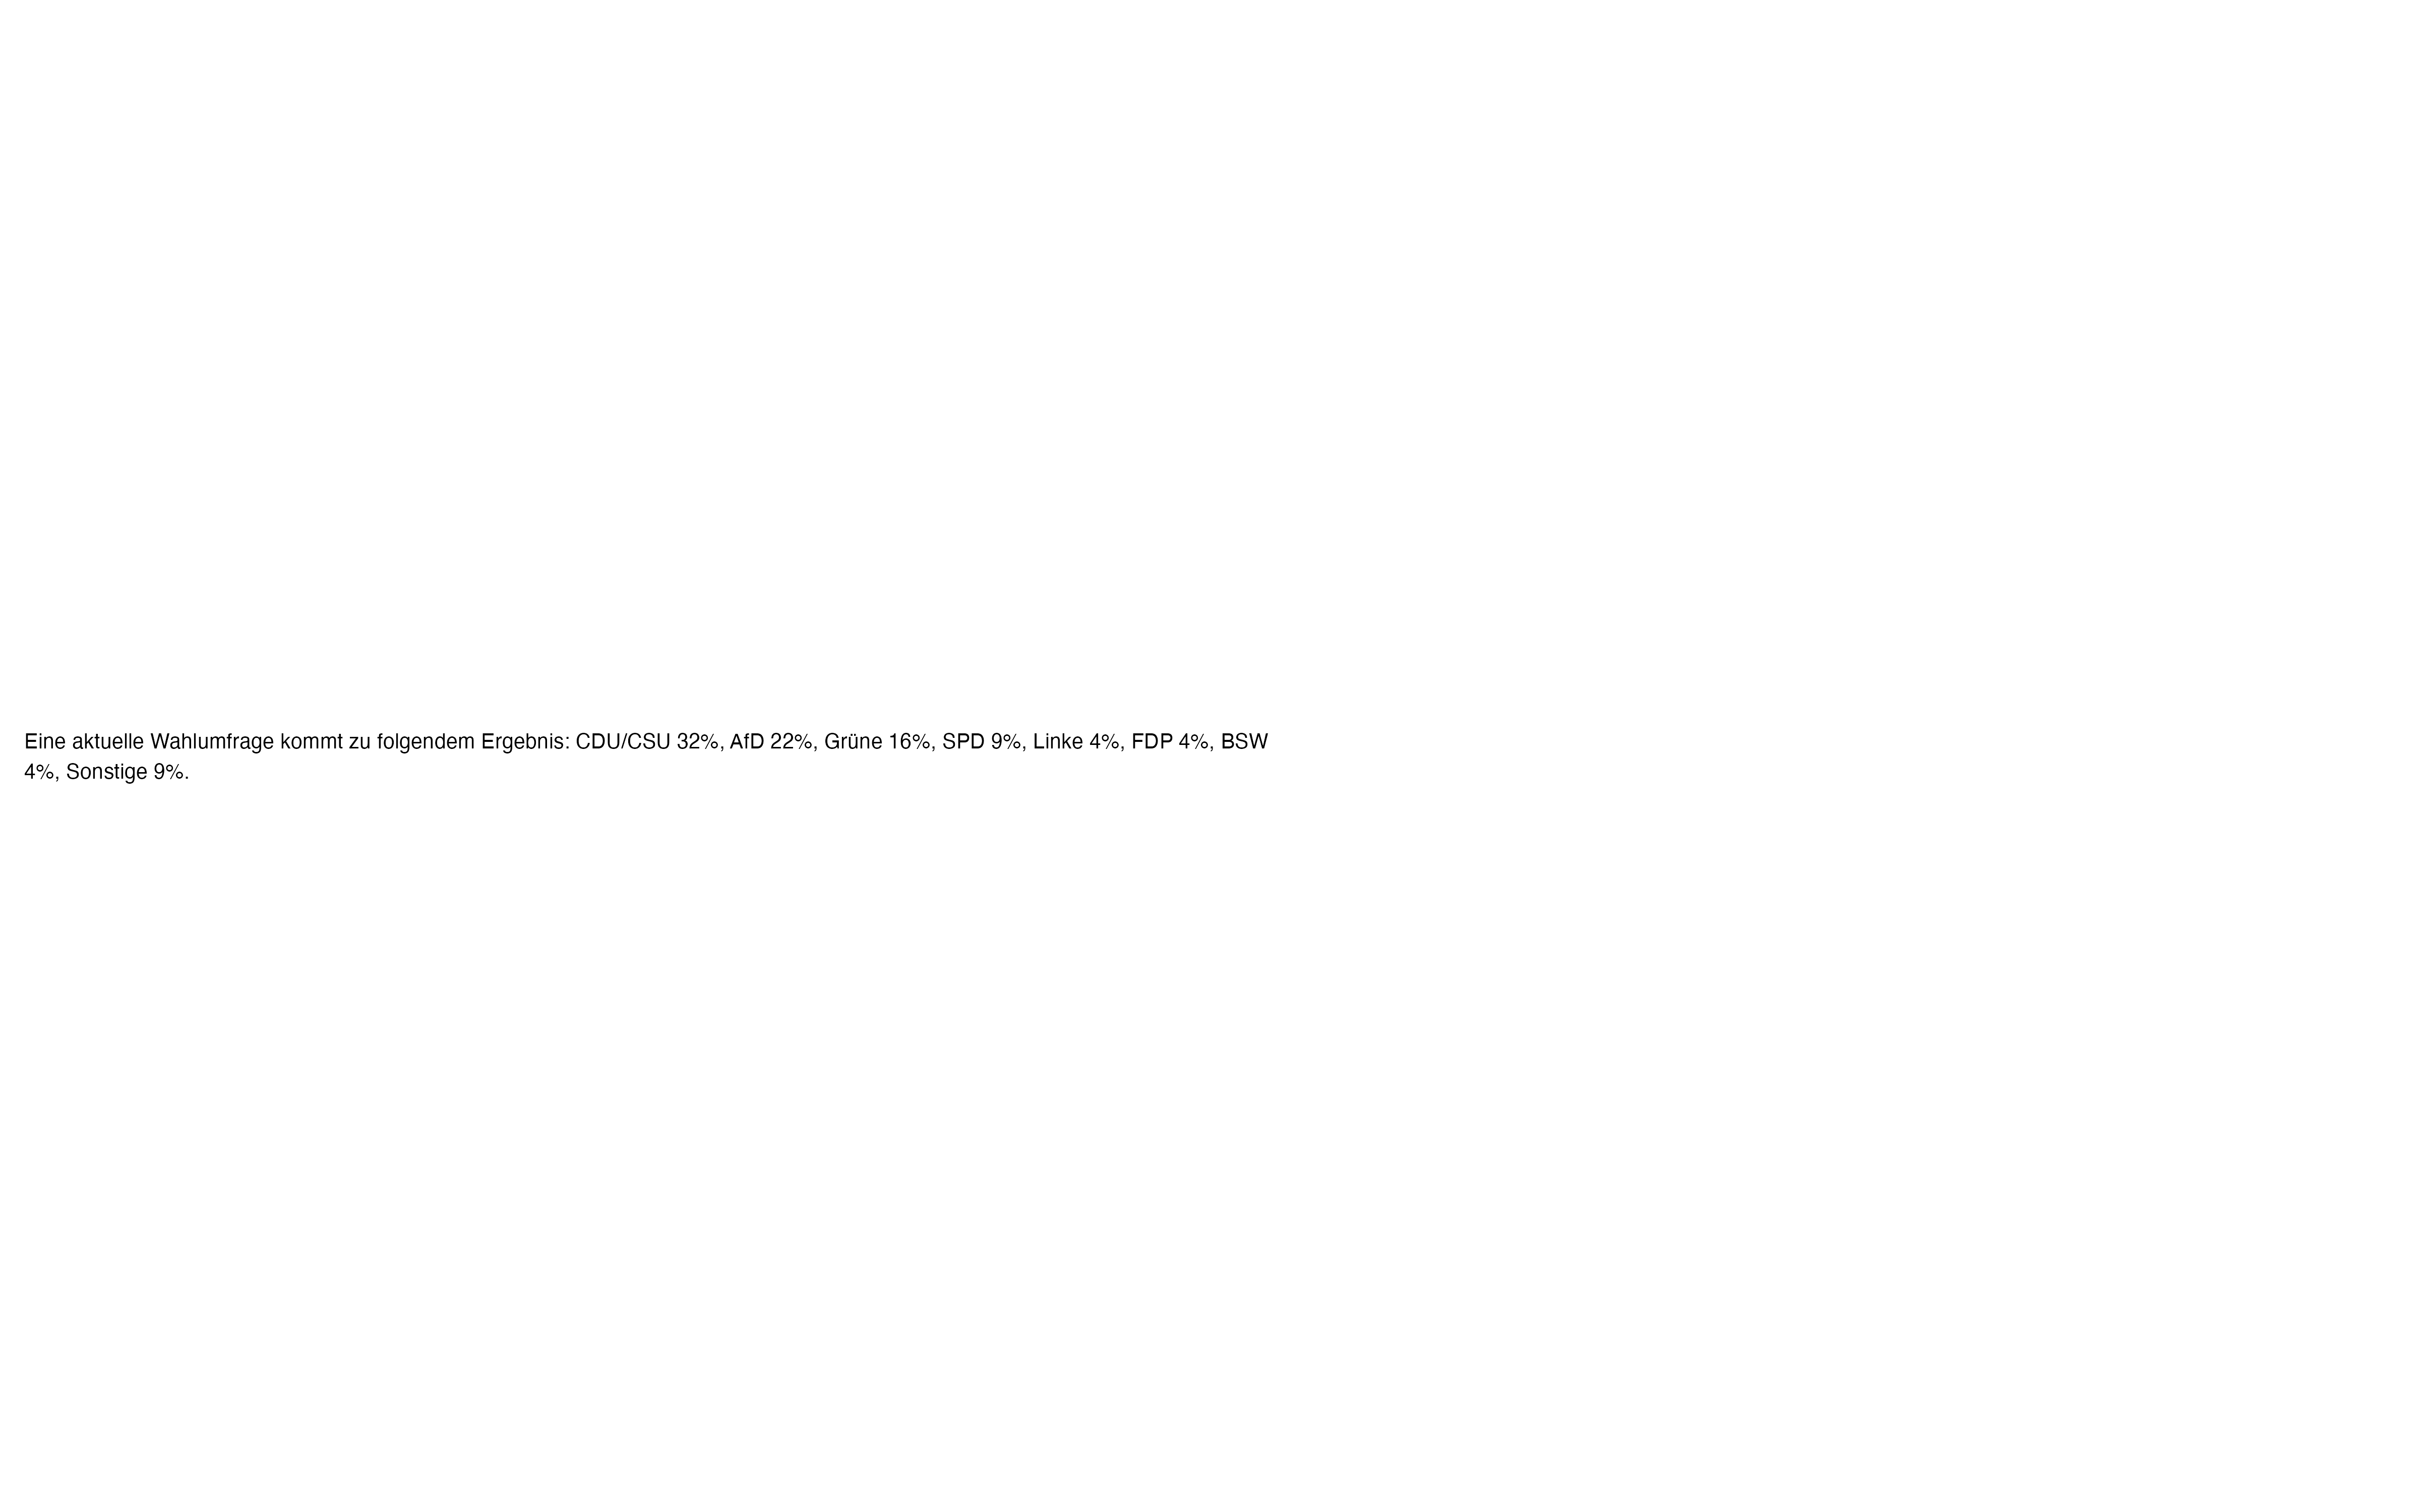 Eine aktuelle Wahlumfrage kommt zu folgendem Ergebnis: CDU/CSU 32%, AfD 22%, Grüne 16%, SPD 9%, Linke 4%, FDP 4%, BSW
4%, Sonstige 9%.